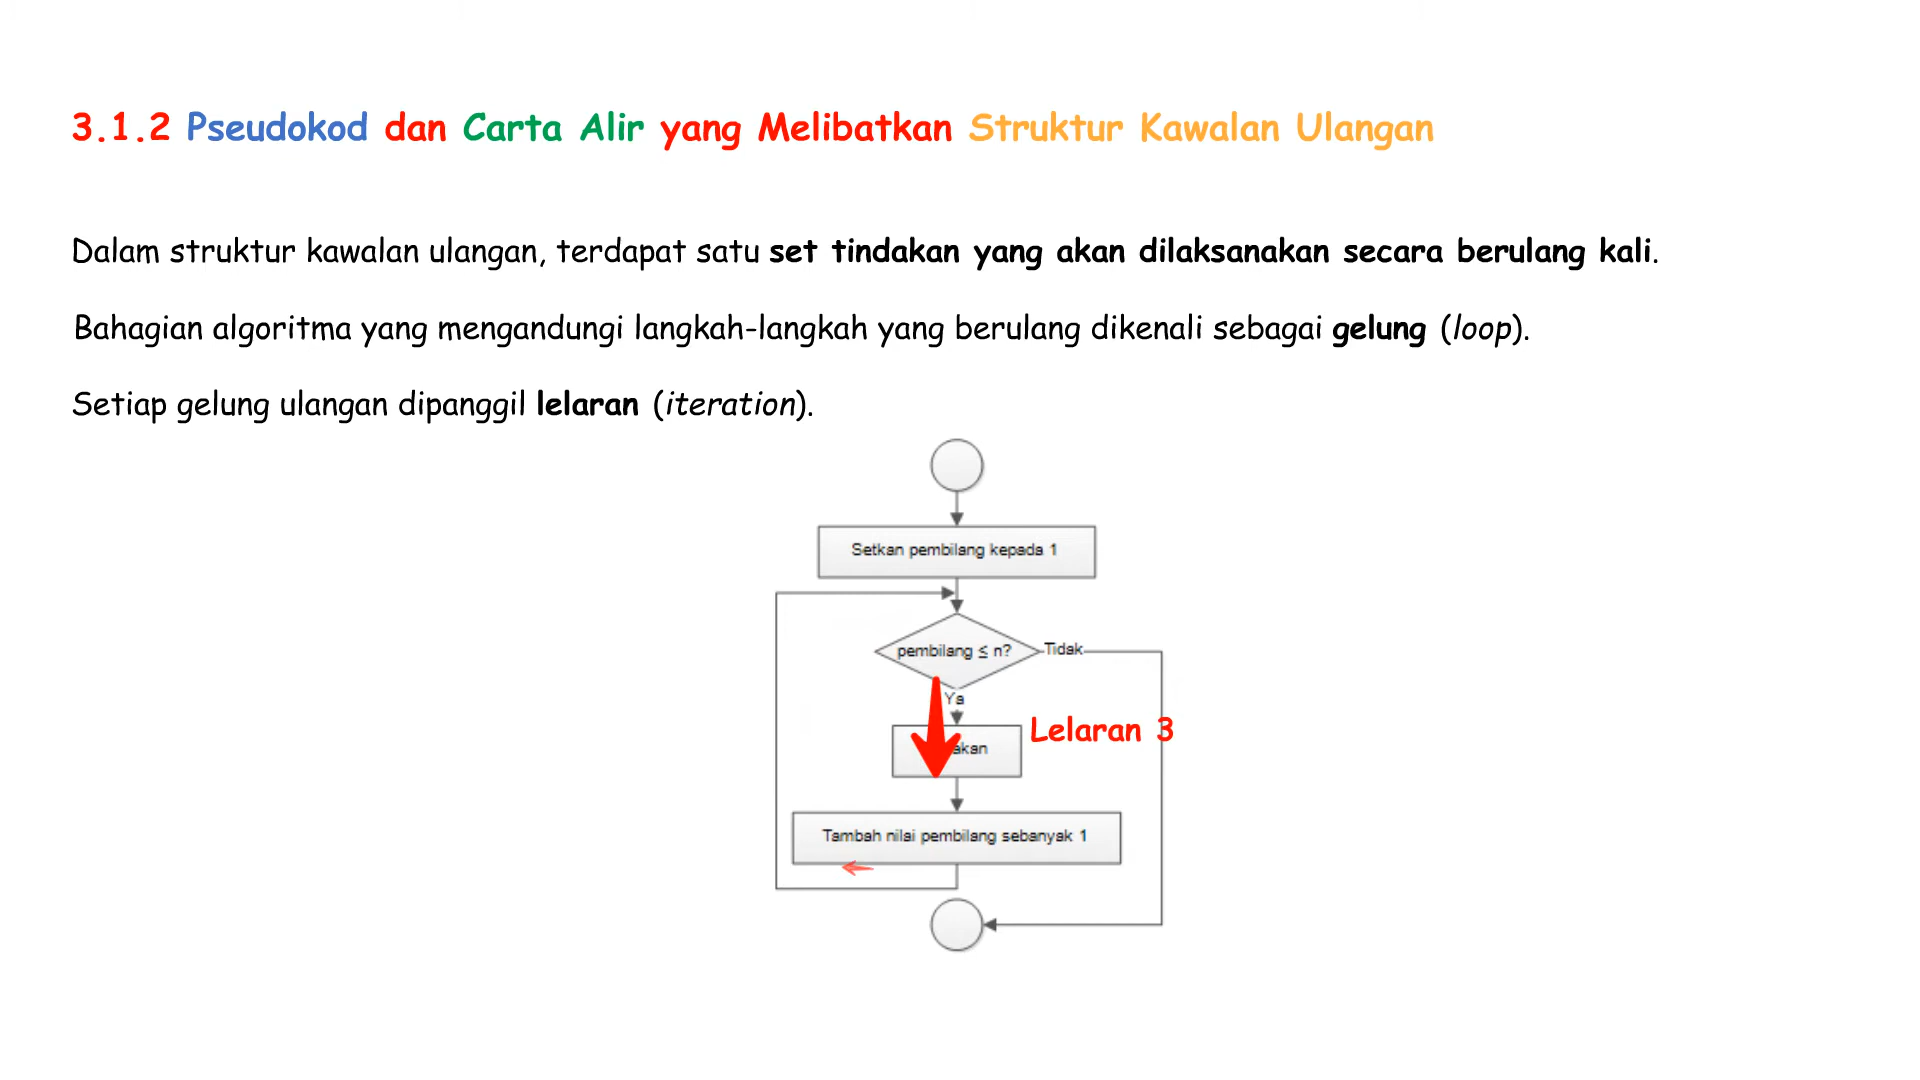 3.1.2 Pseudokod dan Carta Alir yang Melibatkan Struktur Kawalan Ulangan
Dalam struktur kawalan ulangan, terdapat satu set tindakan yang akan dilaksanakan secara berulang kali.
Bahagian algoritma yang mengandungi langkah-langkah yang berulang dikenali sebagai gelung (loop).
Setiap gelung ulangan dipanggil lelaran (iteration).
Setkan pembilang kepada 1
pembilang ≤ n?
Tidak
Ya
Lelaran 3
Tambah nilai pembilang sebanyak 1